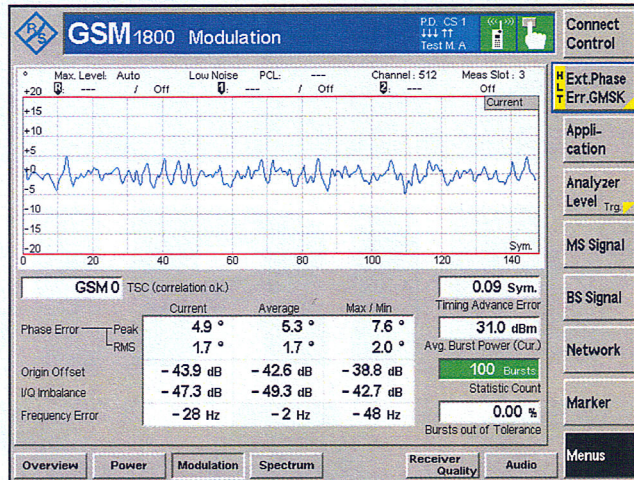 R&S GSM 1800 Modulation P.D. CS 1
↓↓↓ ↑↑
Test M. A
Connect
Control
° Max. Level: Auto Low Noise PCL: --- Channel : 512 Meas Slot : 3
--- / Off 1: --- / Off 2: --- Off
Current
+20
+15
+10
+5
±0
-5
-10
-15
-20
Sym.
0 20 40 60 80 100 120 140
H
L
T
Ext.Phase
Err.GMSK
Appli-
cation
Analyzer
Level Trg.
MS Signal
BS Signal
Network
Marker
Menus
GSM 0 TSC (correlation o.k.)
0.09 Sym.
Timing Advance Error
Current Average Max / Min
Phase Error Peak 4.9 ° 5.3 ° 7.6 °
RMS 1.7 ° 1.7 ° 2.0 °
31.0 dBm
Avg. Burst Power (Cur.)
Origin Offset - 43.9 dB - 42.6 dB - 38.8 dB
100 Bursts
Statistic Count
I/Q Imbalance - 47.3 dB - 49.3 dB - 42.7 dB
Frequency Error - 28 Hz - 2 Hz - 48 Hz
0.00 %
Bursts out of Tolerance
Overview Power Modulation Spectrum Receiver
Quality Audio